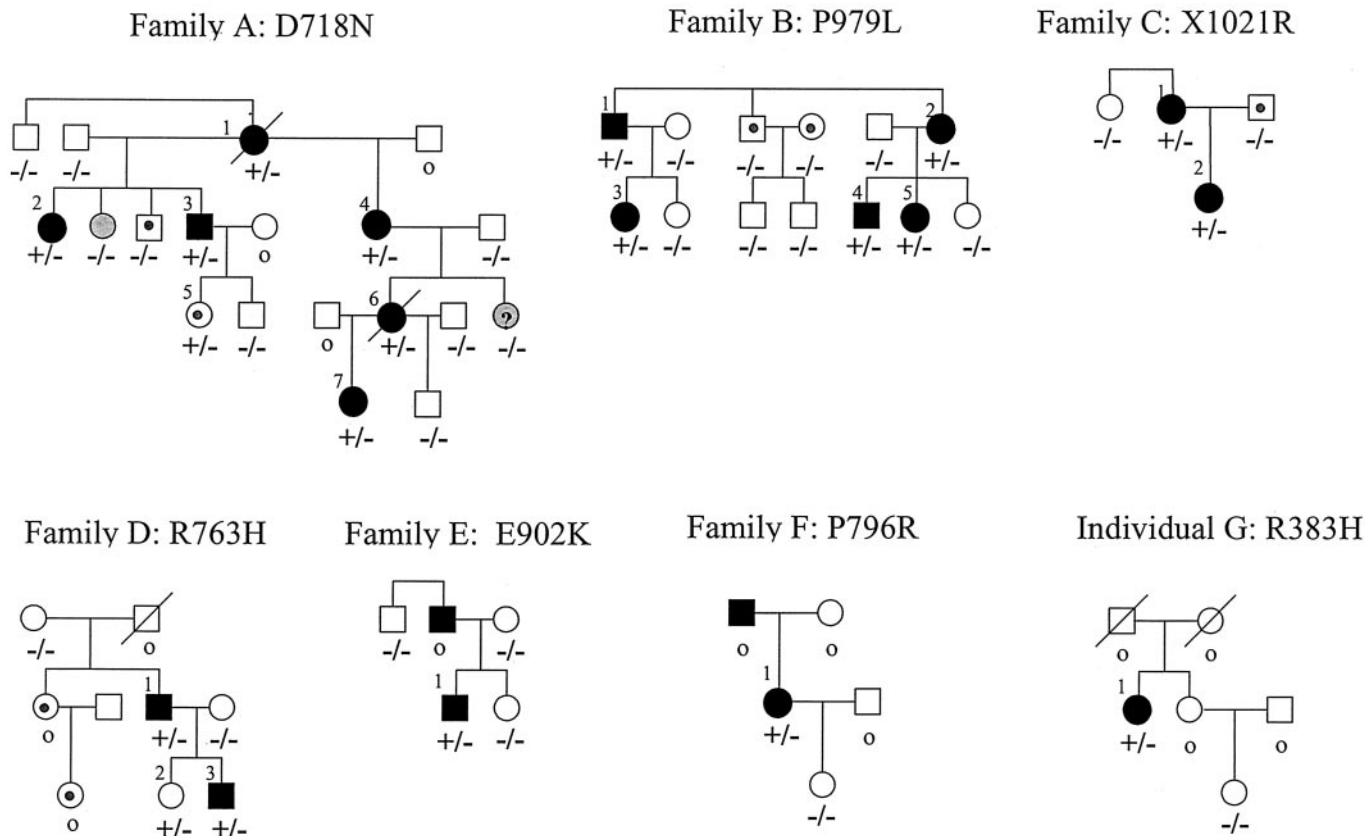 Family A: D718N
Family B: P979L
Family C: X1021R
1
-/- -/- +/- o
2 3 4
+/- -/- -/- +/- o +/- -/-
5 6 ?
+/- -/- o +/- -/- -/-
7
+/- -/-
1 2
+/- -/- -/- -/- -/- +/-
3 4 5
+/- -/- -/- -/- +/- +/- -/-
1
-/- +/- -/-
2
+/-
Family D: R763H
Family E: E902K
Family F: P796R
Individual G: R383H
-/- o
1
o +/- -/-
2 3
o +/- +/-
-/- o -/-
1
+/- -/-
o o
1
+/- o
-/-
o o
1
+/- o o
-/-